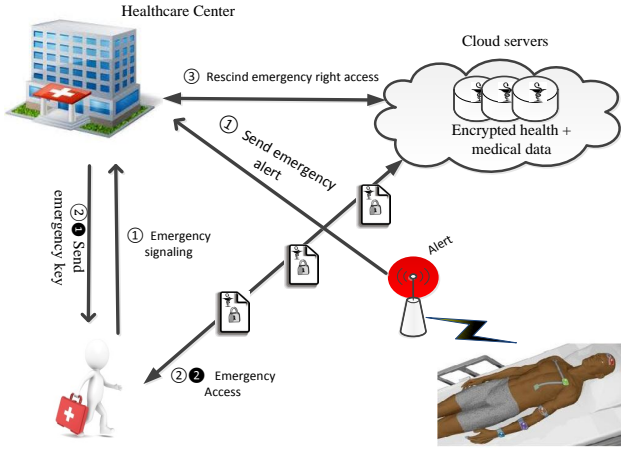 Healthcare Center
Cloud servers
③ Rescind emergency right access
Encrypted health +
medical data
① Send emergency
alert
② ❶ Send
emergency key
① Emergency
signaling
Alert
② ❷ Emergency
Access